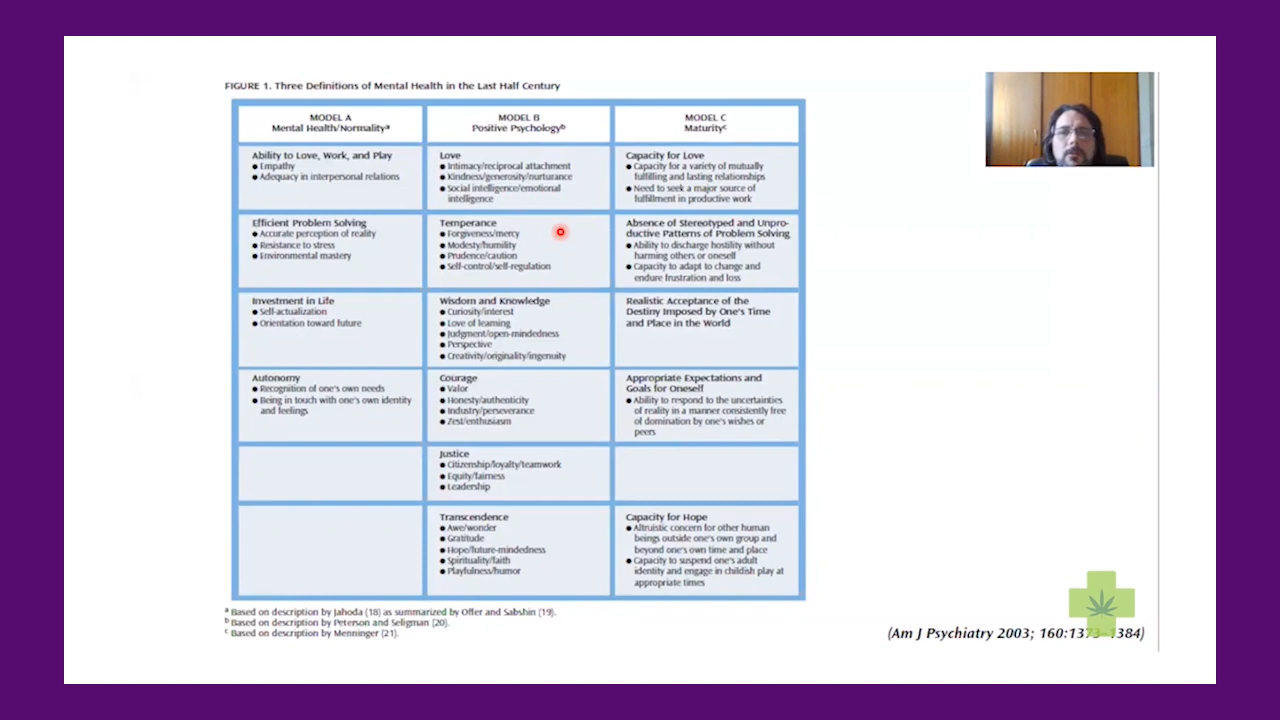 FIGURE 1. Three Definitions of Mental Health in the Last Half Century
MODEL A
Mental Health/Normalityᵃ
MODEL B
Positive Psychologyᵇ
MODEL C
Maturityᶜ
Ability to Love, Work, and Play
● Empathy
● Adequacy in interpersonal relations
Love
● Intimacy/reciprocal attachment
● Kindness/generosity/nurturance
● Social intelligence/emotional
intelligence
Capacity for Love
● Capacity for a variety of mutually
fulfilling and lasting relationships
● Need to seek a major source of
fulfillment in productive work
Efficient Problem Solving
● Accurate perception of reality
● Resistance to stress
● Environmental mastery
Temperance
● Forgiveness/mercy
● Modesty/humility
● Prudence/caution
● Self-control/self-regulation
Absence of Stereotyped and Unpro-
ductive Patterns of Problem Solving
● Ability to discharge hostility without
harming others or oneself
● Capacity to adapt to change and
endure frustration and loss
Investment in Life
● Self-actualization
● Orientation toward future
Wisdom and Knowledge
● Curiosity/interest
● Love of learning
● Judgment/open-mindedness
● Perspective
● Creativity/originality/ingenuity
Realistic Acceptance of the
Destiny Imposed by One's Time
and Place in the World
Autonomy
● Recognition of one's own needs
● Being in touch with one's own identity
and feelings
Courage
● Valor
● Honesty/authenticity
● Industry/perseverance
● Zest/enthusiasm
Appropriate Expectations and
Goals for Oneself
● Ability to respond to the uncertainties
of reality in a manner consistently free
of domination by one's wishes or
peers
Justice
● Citizenship/loyalty/teamwork
● Equity/fairness
● Leadership
Transcendence
● Awe/wonder
● Gratitude
● Hope/future-mindedness
● Spirituality/faith
● Playfulness/humor
Capacity for Hope
● Altruistic concern for other human
beings outside one's own group and
beyond one's own time and place
● Capacity to suspend one's adult
identity and engage in childish play at
appropriate times
ᵃ Based on description by Jahoda (18) as summarized by Offer and Sabshin (19).
ᵇ Based on description by Peterson and Seligman (20).
ᶜ Based on description by Menninger (21).
(Am J Psychiatry 2003; 160:1373–1384)